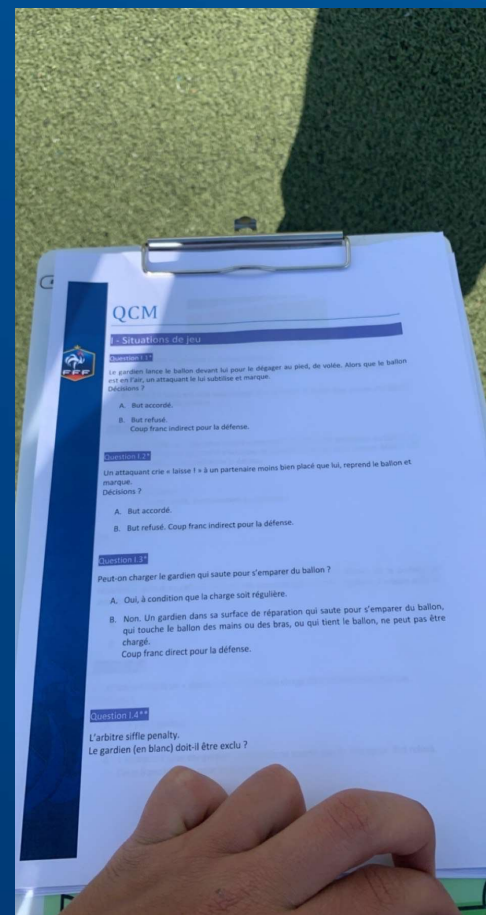 QCM
I - Situations de jeu
FFF
Question I.1*
Le gardien lance le ballon devant lui pour le dégager au pied, de volée. Alors que le ballon
est en l'air, un attaquant le lui subtilise et marque.
Décisions ?
A. But accordé.
B. But refusé.
Coup franc indirect pour la défense.
Question I.2*
Un attaquant crie « laisse ! » à un partenaire moins bien placé que lui, reprend le ballon et
marque.
Décisions ?
A. But accordé.
B. But refusé. Coup franc indirect pour la défense.
Question I.3*
Peut-on charger le gardien qui saute pour s'emparer du ballon ?
A. Oui, à condition que la charge soit régulière.
B. Non. Un gardien dans sa surface de réparation qui saute pour s'emparer du ballon,
qui touche le ballon des mains ou des bras, ou qui tient le ballon, ne peut pas être
chargé.
Coup franc direct pour la défense.
Question I.4**
L'arbitre siffle penalty.
Le gardien (en blanc) doit-il être exclu ?